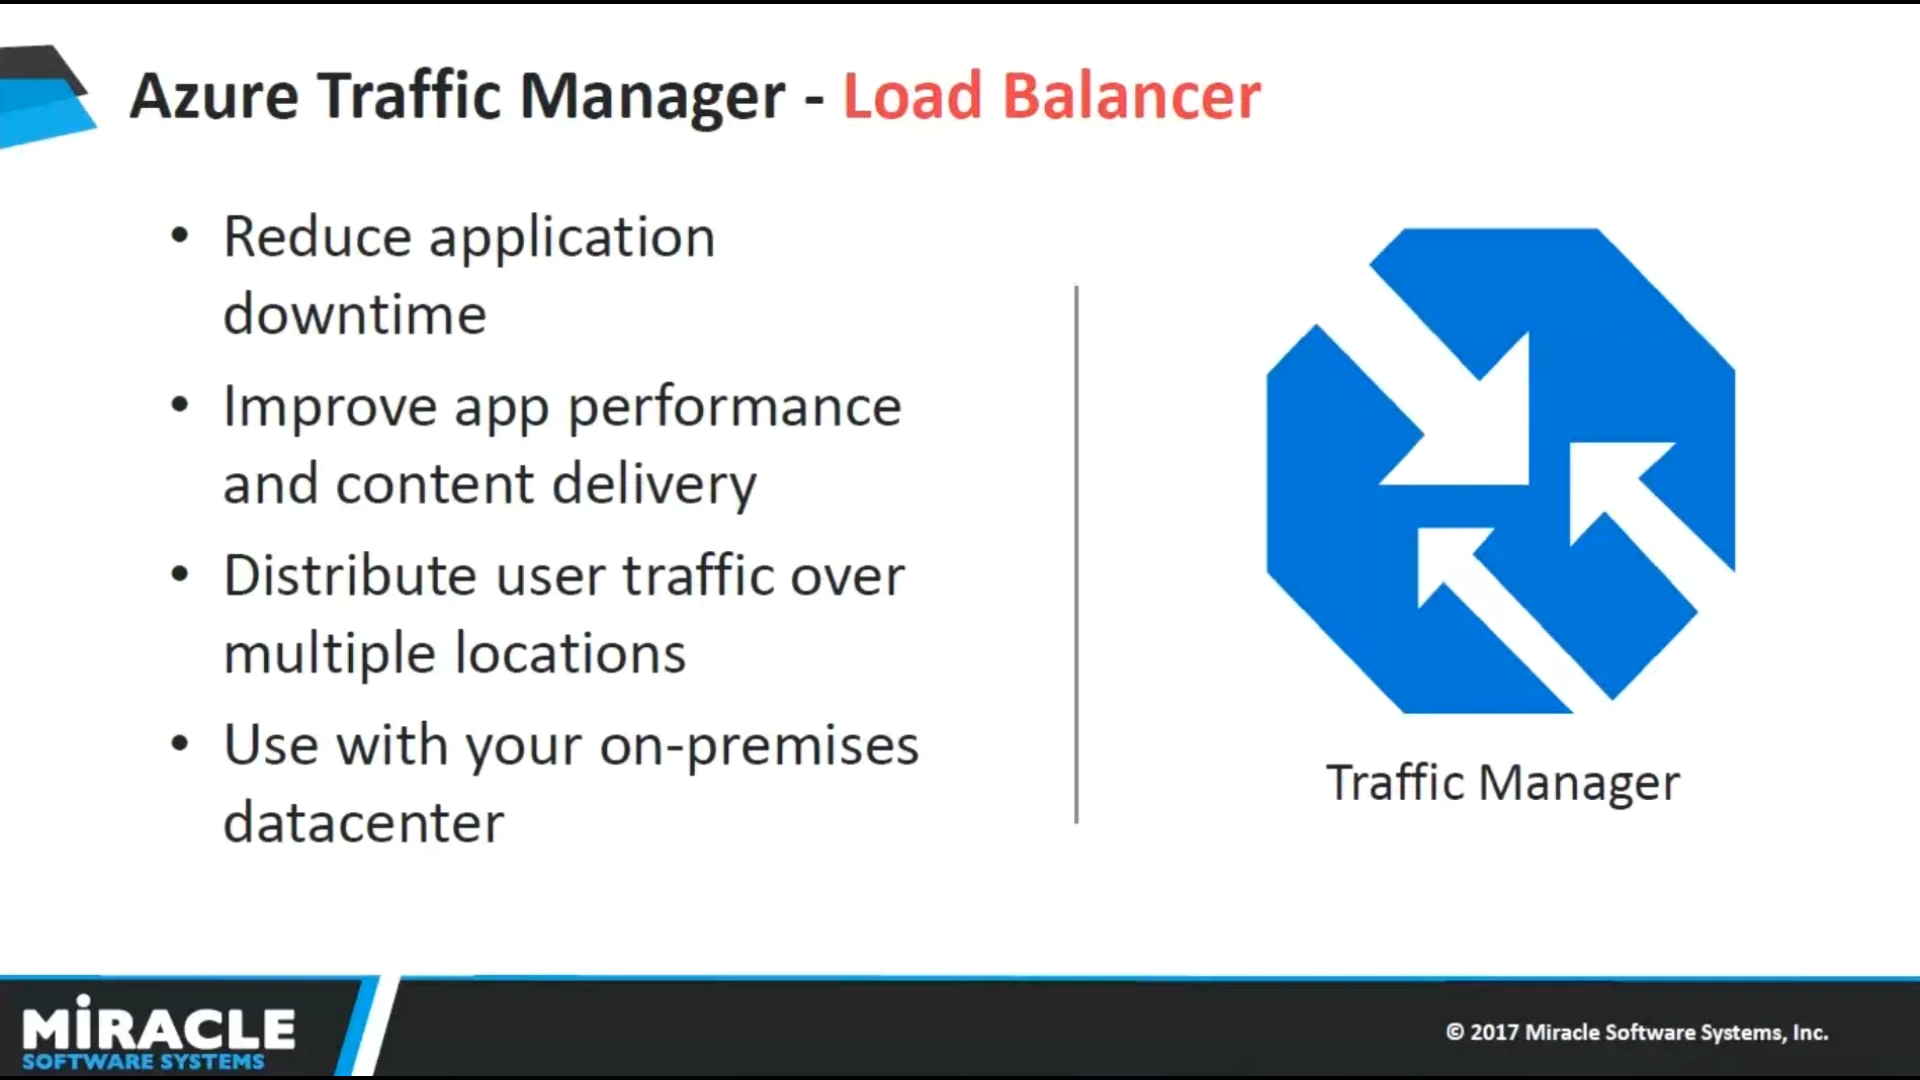 Azure Traffic Manager - Load Balancer
• Reduce application
downtime
• Improve app performance
and content delivery
• Distribute user traffic over
multiple locations
• Use with your on-premises
datacenter
Traffic Manager
MiRACLE
SOFTWARE SYSTEMS
© 2017 Miracle Software Systems, Inc.